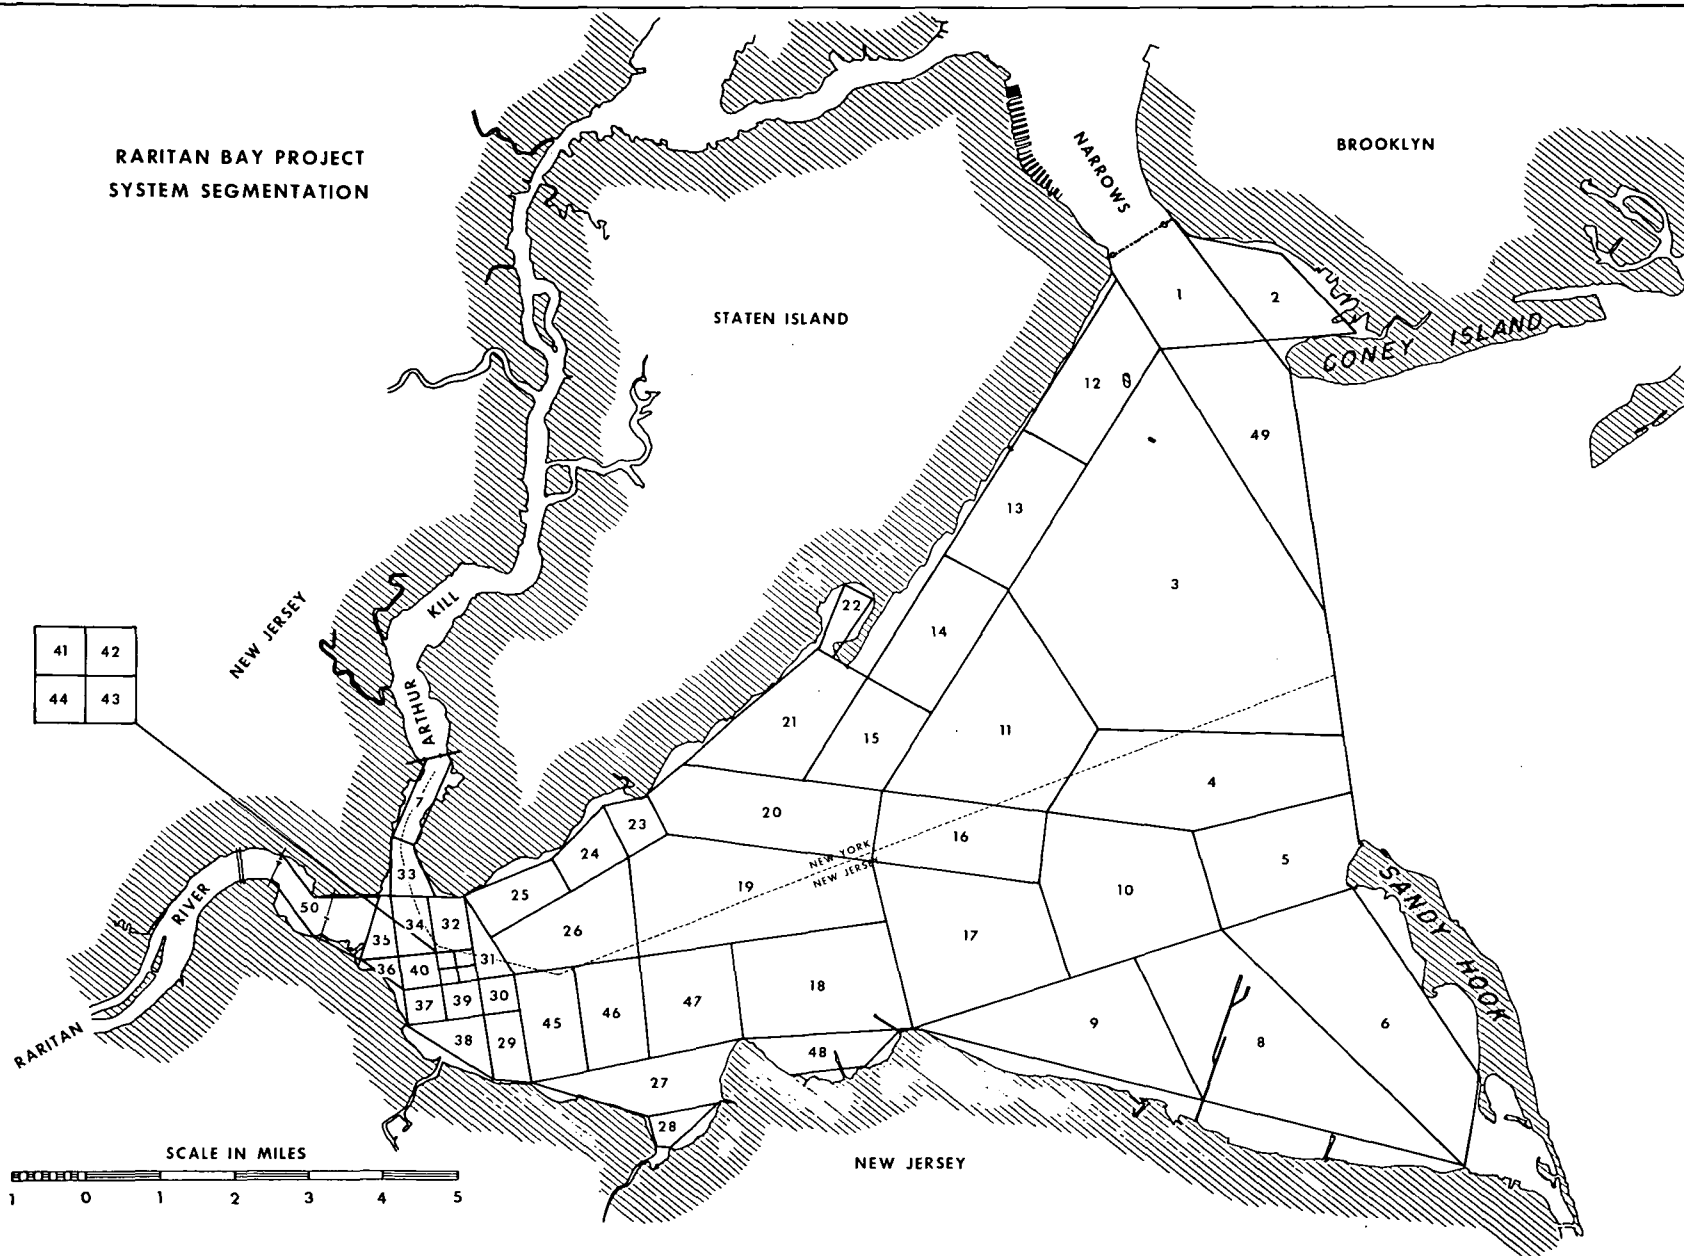 RARITAN BAY PROJECT
SYSTEM SEGMENTATION
NARROWS
BROOKLYN
STATEN ISLAND
CONEY ISLAND
1
2
12
49
13
3
22
14
NEW JERSEY
KILL
ARTHUR
41 42
44 43
21
15
11
4
7
20
23
16
24
NEW YORK
NEW JERSEY
5
SANDY HOOK
33
25
19
10
RIVER
50
34
32
26
35
17
36
40
31
37
39
30
45
46
47
18
38
29
48
9
8
6
27
28
RARITAN
SCALE IN MILES
1 0 1 2 3 4 5
NEW JERSEY